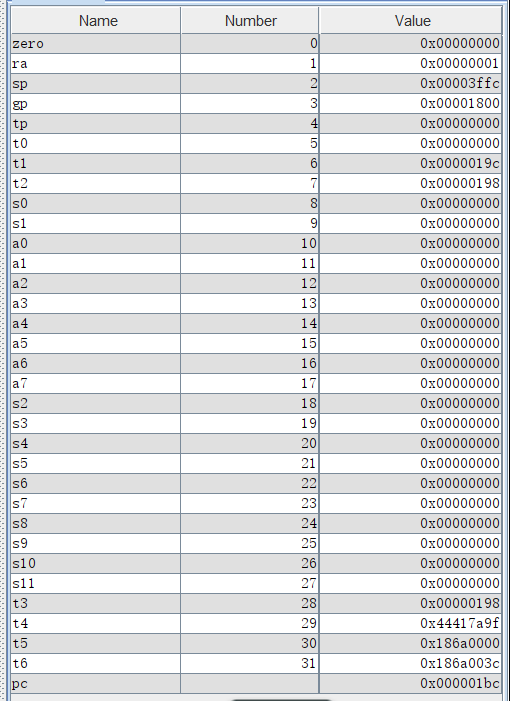 Name Number Value
zero 0 0x00000000
ra 1 0x00000001
sp 2 0x00003ffc
gp 3 0x00001800
tp 4 0x00000000
t0 5 0x00000000
t1 6 0x0000019c
t2 7 0x00000198
s0 8 0x00000000
s1 9 0x00000000
a0 10 0x00000000
a1 11 0x00000000
a2 12 0x00000000
a3 13 0x00000000
a4 14 0x00000000
a5 15 0x00000000
a6 16 0x00000000
a7 17 0x00000000
s2 18 0x00000000
s3 19 0x00000000
s4 20 0x00000000
s5 21 0x00000000
s6 22 0x00000000
s7 23 0x00000000
s8 24 0x00000000
s9 25 0x00000000
s10 26 0x00000000
s11 27 0x00000000
t3 28 0x00000198
t4 29 0x44417a9f
t5 30 0x186a0000
t6 31 0x186a003c
pc 0x000001bc